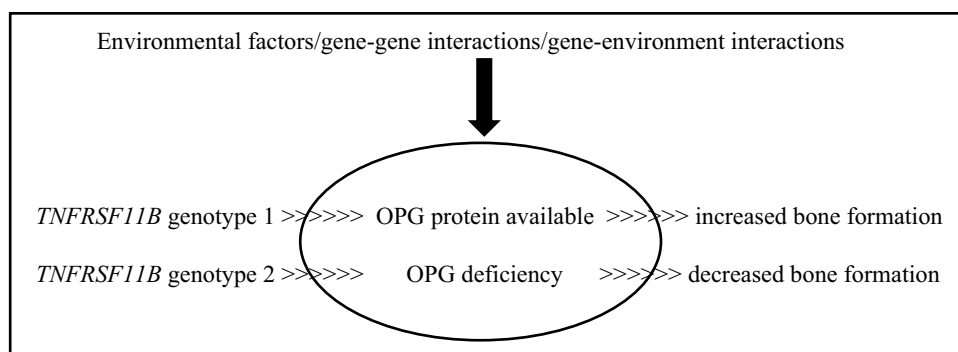 Environmental factors/gene-gene interactions/gene-environment interactions
TNFRSF11B genotype 1 >>>>>> OPG protein available >>>>>> increased bone formation
TNFRSF11B genotype 2 >>>>>> OPG deficiency >>>>>> decreased bone formation